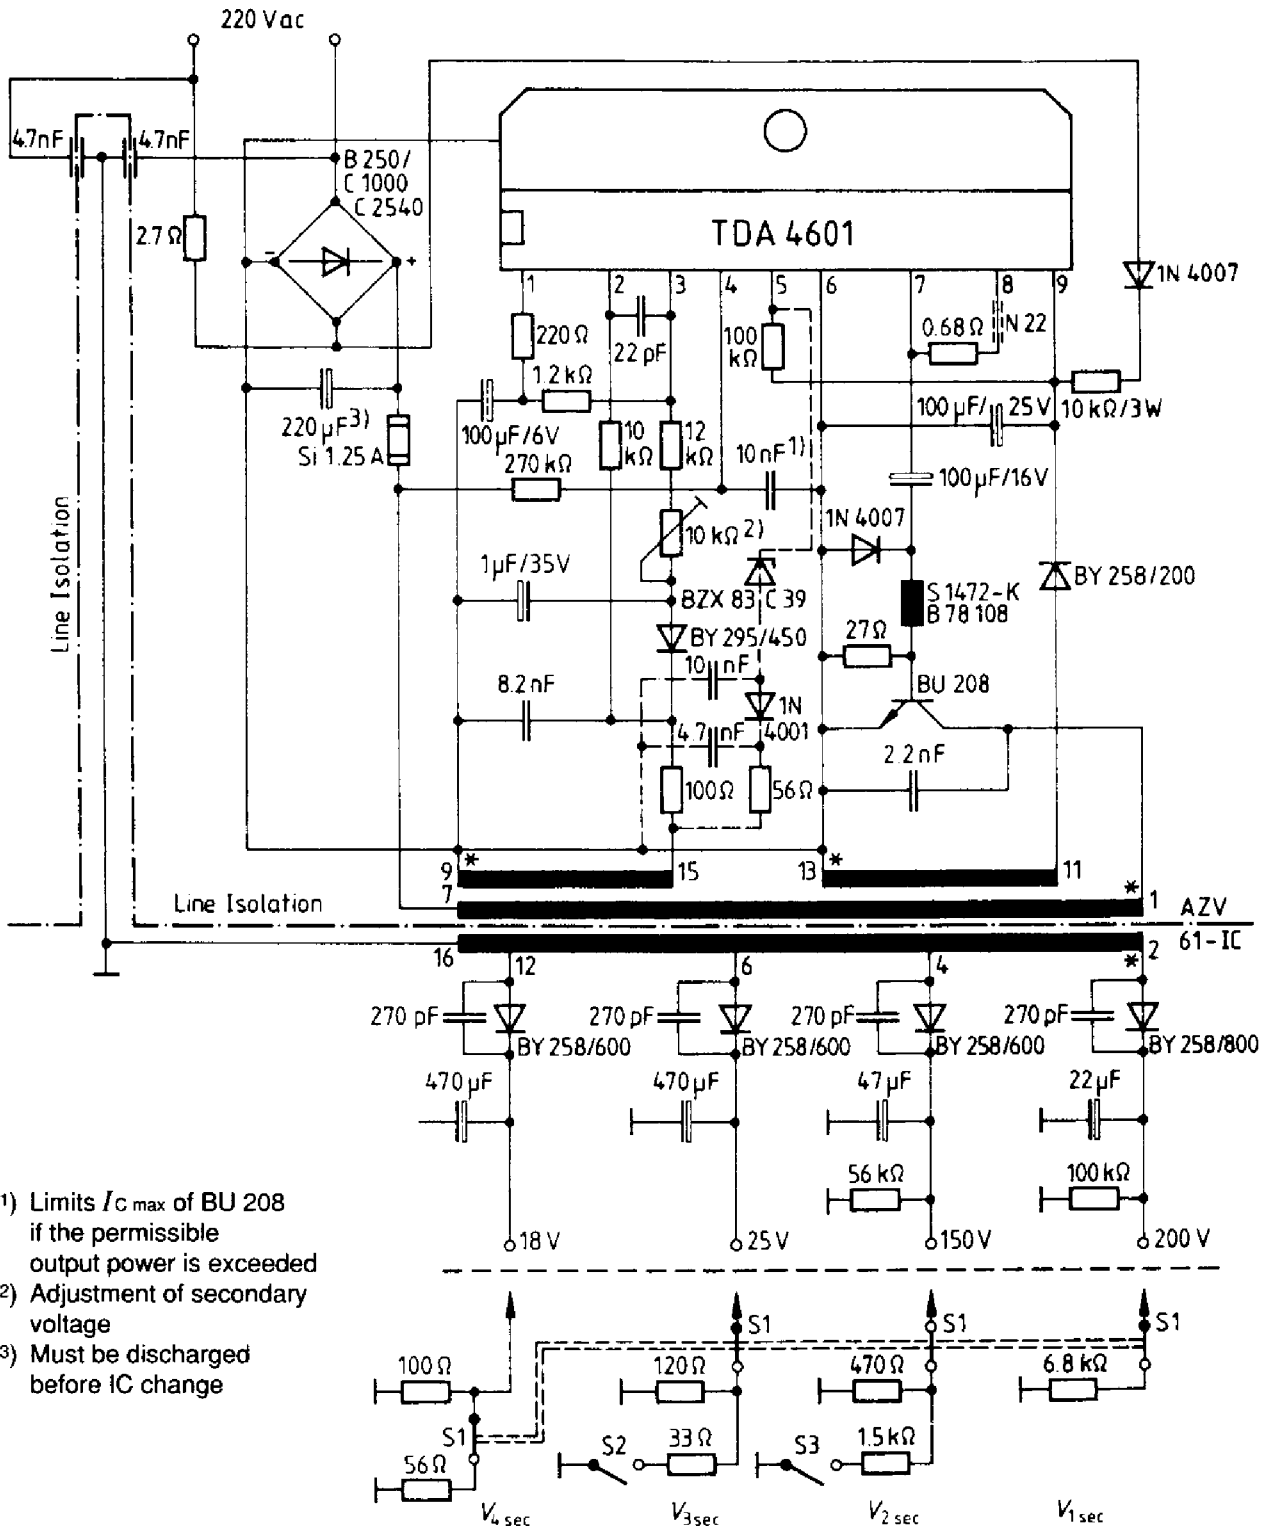 220 Vac
4.7nF
4.7nF
B 250/
C 1000
C 2540
2.7 Ω
-
+
TDA 4601
1
2
3
4
5
6
7
8
9
1N 4007
220 Ω
22 pF
100
kΩ
0.68 Ω
N 22
1.2 kΩ
10 kΩ/3W
220 µF3)
Si 1.25 A
100 µF/6V
10
kΩ
12
kΩ
10nF1)
100 µF/ 25V
270 kΩ
100 µF/16V
10 kΩ2)
1N 4007
1µF/35V
BZX 83 C 39
S 1472-K
B 78 108
BY 258/200
BY 295/450
27Ω
10 nF
BU 208
8.2 nF
1N
4001
4.7 nF
2.2nF
100Ω
56Ω
Line Isolation
9
*
15
13
*
11
7
*
1
Line Isolation
AZV
61-IC
16
12
6
4
*
2
270 pF
270 pF
270 pF
270 pF
BY 258/600
BY 258/600
BY 258/600
BY 258/800
470 µF
470 µF
47 µF
22 µF
56 kΩ
100 kΩ
18 V
25 V
150 V
200 V
1) Limits IC max of BU 208
if the permissible
output power is exceeded
2) Adjustment of secondary
voltage
3) Must be discharged
before IC change
S1
S1
S1
100 Ω
120 Ω
470 Ω
6.8 kΩ
S1
56 Ω
S2
33 Ω
S3
1.5 kΩ
V4 sec
V3sec
V2 sec
V1sec